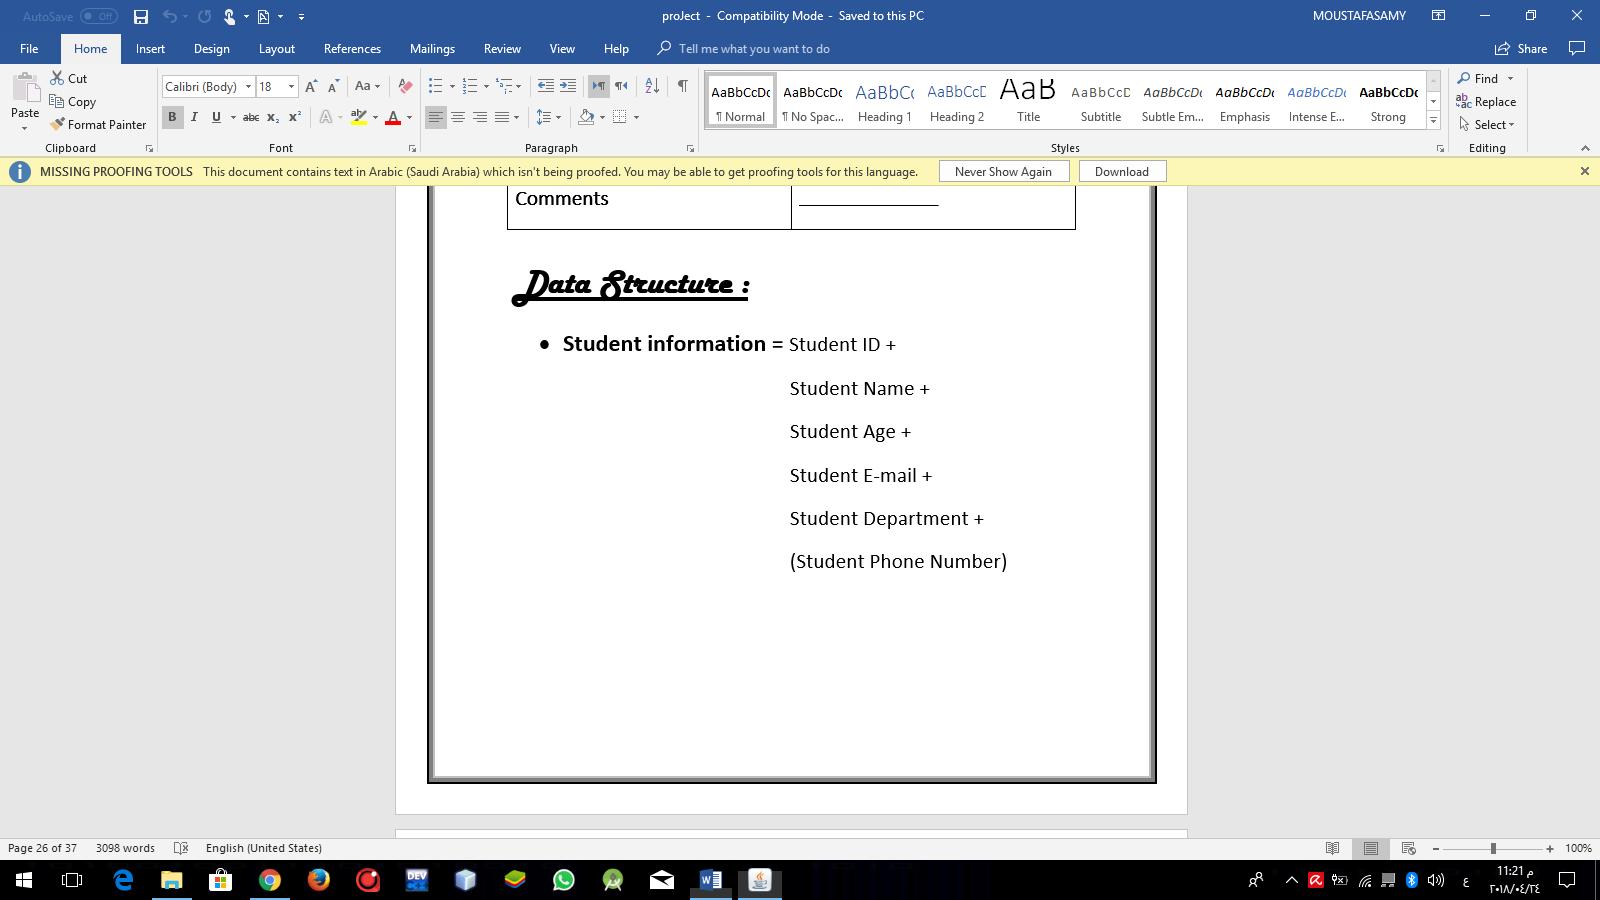 AutoSave Off proJect - Compatibility Mode - Saved to this PC MOUSTAFASAMY
File Home Insert Design Layout References Mailings Review View Help Tell me what you want to do Share
Paste
Cut
Copy
Format Painter
Clipboard
Calibri (Body) 18
Font
Paragraph
AaBbCcDc AaBbCcDc AaBbCc AaBbCcD AaB AaBbCcD AaBbCcDc AaBbCcDc AaBbCcDc AaBbCcDc
¶ Normal ¶ No Spac... Heading 1 Heading 2 Title Subtitle Subtle Em... Emphasis Intense E... Strong
Styles
Find
Replace
Select
Editing
MISSING PROOFING TOOLS This document contains text in Arabic (Saudi Arabia) which isn't being proofed. You may be able to get proofing tools for this language. Never Show Again Download
Comments
Data Structure :
• Student information = Student ID +
Student Name +
Student Age +
Student E-mail +
Student Department +
(Student Phone Number)
Page 26 of 37 3098 words English (United States) 100%
DEV
ع
11:21 م
٢٠١٨/٠٤/٢٤